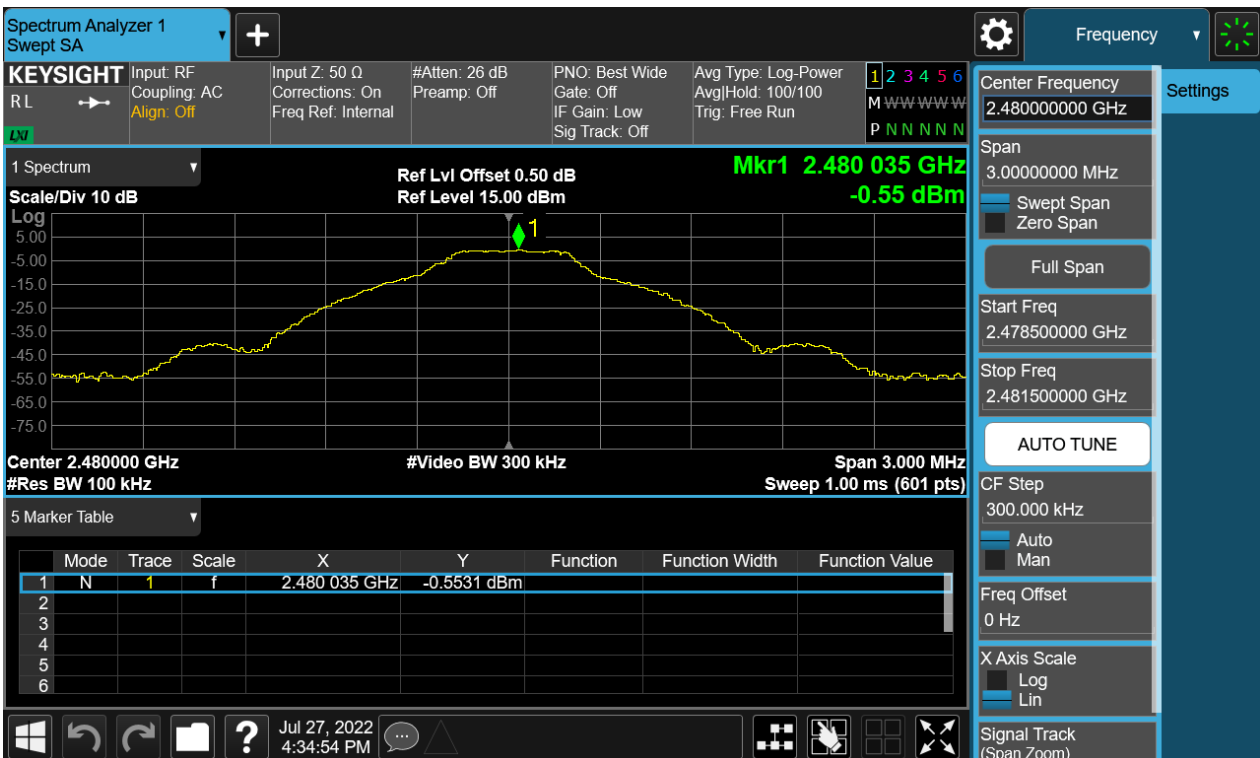 Spectrum Analyzer 1
Swept SA
+
Frequency
KEYSIGHT
R L
LXI
Input: RF
Coupling: AC
Align: Off
Input Z: 50 Ω
Corrections: On
Freq Ref: Internal
#Atten: 26 dB
Preamp: Off
PNO: Best Wide
Gate: Off
IF Gain: Low
Sig Track: Off
Avg Type: Log-Power
Avg|Hold: 100/100
Trig: Free Run
1 2 3 4 5 6
M W W W W W
P N N N N N
1 Spectrum
Scale/Div 10 dB
Ref Lvl Offset 0.50 dB
Ref Level 15.00 dBm
Mkr1 2.480 035 GHz
-0.55 dBm
Log
1
5.00
-5.00
-15.0
-25.0
-35.0
-45.0
-55.0
-65.0
-75.0
Center 2.480000 GHz
#Res BW 100 kHz
#Video BW 300 kHz
Span 3.000 MHz
Sweep 1.00 ms (601 pts)
5 Marker Table
Mode Trace Scale X Y Function Function Width Function Value
1 N 1 f 2.480 035 GHz -0.5531 dBm
2
3
4
5
6
?
Jul 27, 2022
4:34:54 PM
Center Frequency
2.480000000 GHz
Settings
Span
3.00000000 MHz
Swept Span
Zero Span
Full Span
Start Freq
2.478500000 GHz
Stop Freq
2.481500000 GHz
AUTO TUNE
CF Step
300.000 kHz
Auto
Man
Freq Offset
0 Hz
X Axis Scale
Log
Lin
Signal Track
(Span Zoom)